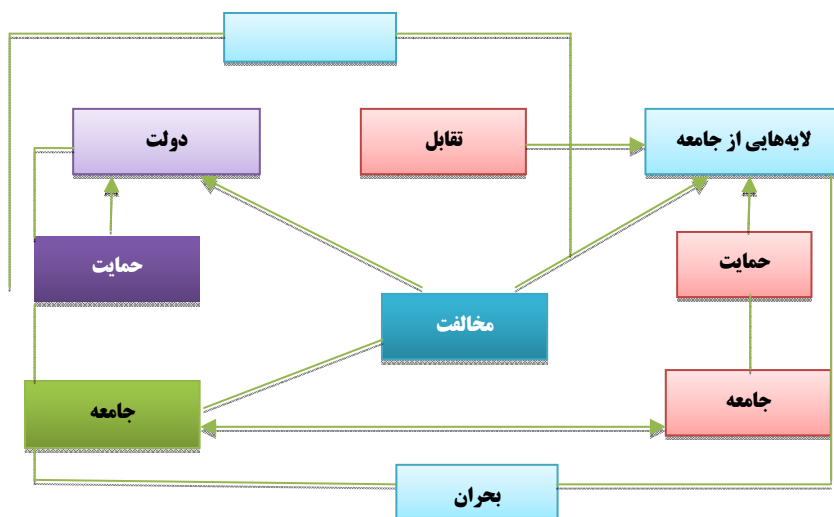 لایه‌هایی از جامعه
تقابل
دولت
حمایت
حمایت
مخالفت
جامعه
جامعه
بحران